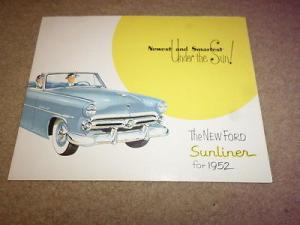 Newest and Smartest
Under the Sun!
The NEW FORD
Sunliner
for 1952